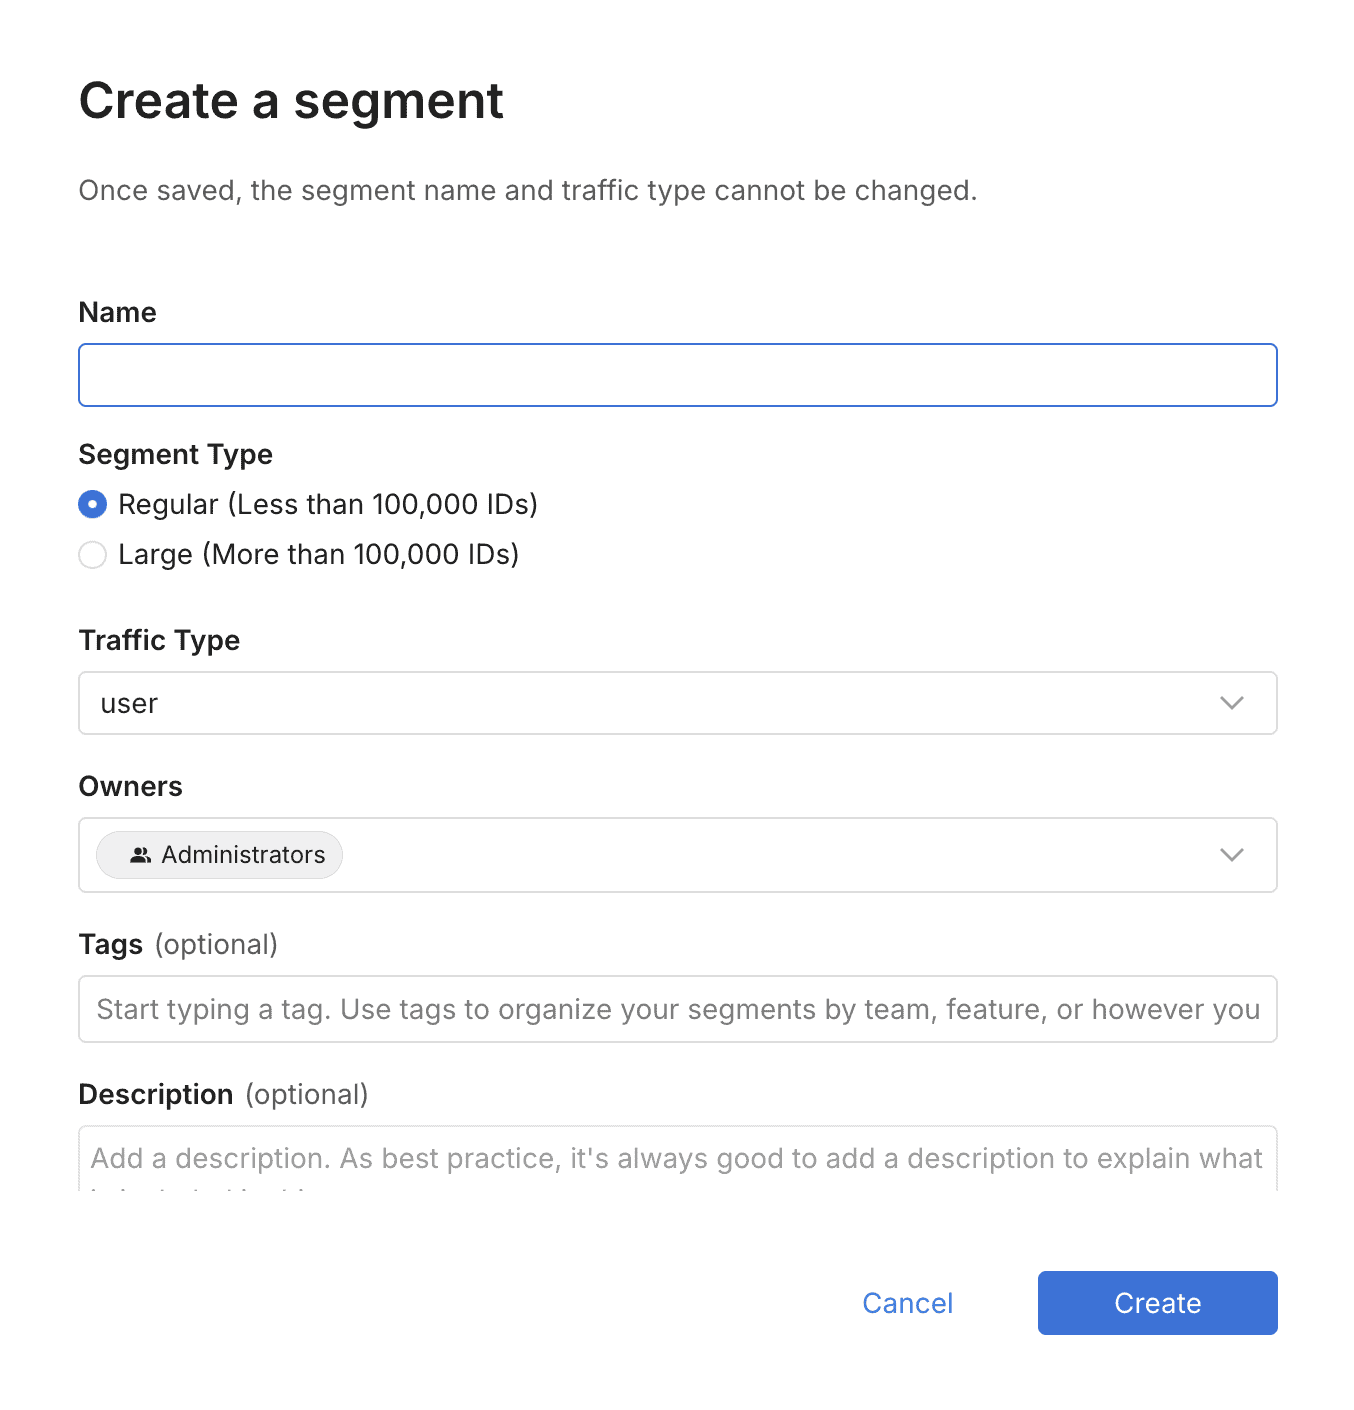 Create a segment
Once saved, the segment name and traffic type cannot be changed.
Name
Segment Type
Regular (Less than 100,000 IDs)
Large (More than 100,000 IDs)
Traffic Type
user
Owners
Administrators
Tags (optional)
Start typing a tag. Use tags to organize your segments by team, feature, or however you
Description (optional)
Add a description. As best practice, it's always good to add a description to explain what
Cancel
Create